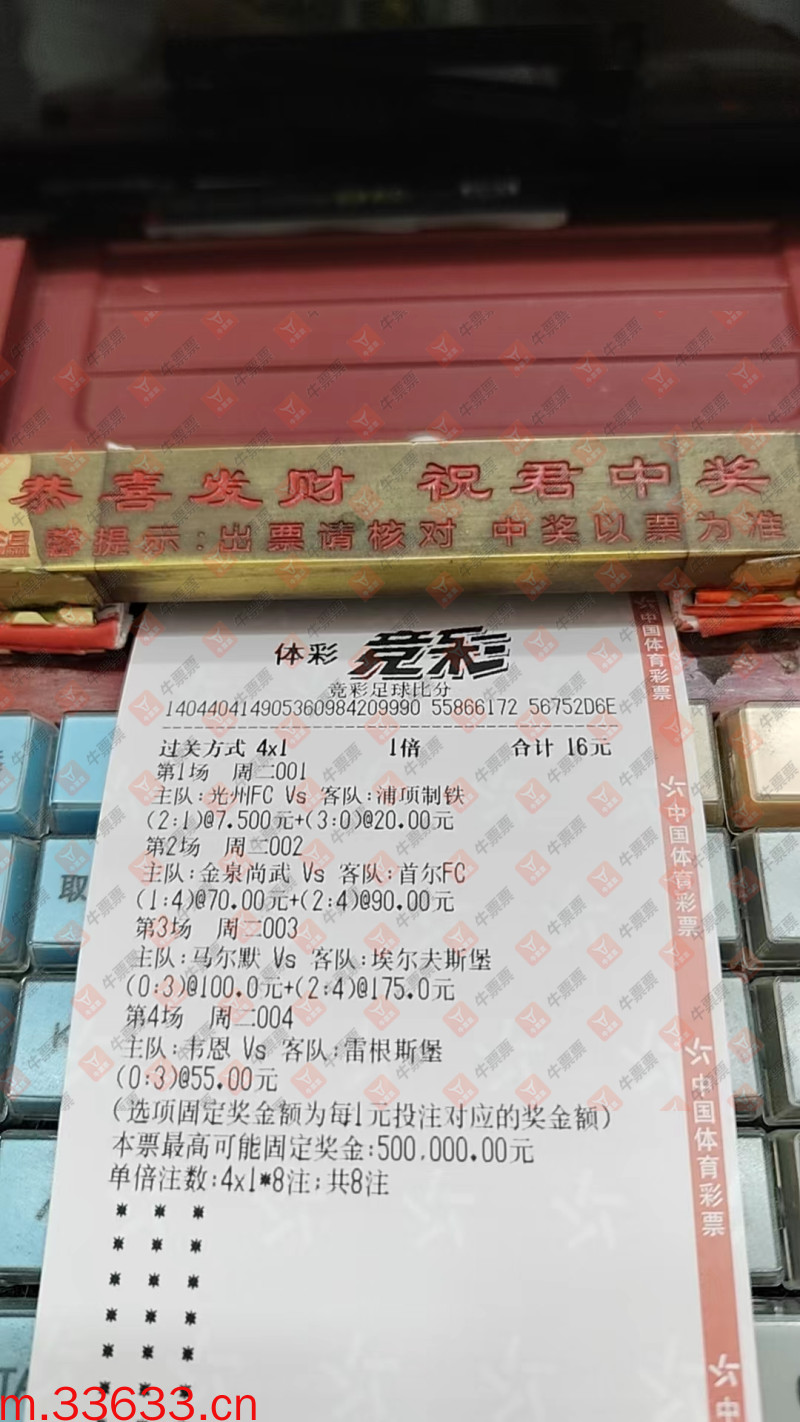 恭喜发财 祝君中奖
温馨提示:出票请核对 中奖以票为准
体彩 竞彩
竞彩足球比分
140440414905360984209990 55866172 56752D6E
过关方式 4x1 1倍 合计 16元
第1场 周二001
主队:光州FC Vs 客队:浦项制铁
(2:1)@7.500元+(3:0)@20.00元
第2场 周二002
主队:金泉尚武 Vs 客队:首尔FC
(1:4)@70.00元+(2:4)@90.00元
第3场 周二003
主队:马尔默 Vs 客队:埃尔夫斯堡
(0:3)@100.0元+(2:4)@175.0元
第4场 周二004
主队:韦恩 Vs 客队:雷根斯堡
(0:3)@55.00元
(选项固定奖金额为每1元投注对应的奖金额)
本票最高可能固定奖金:500,000.00元
单倍注数:4x1*8注;共8注
中国体育彩票
中国体育彩票
中国体育彩票
取
牛票票
m.33633.cn